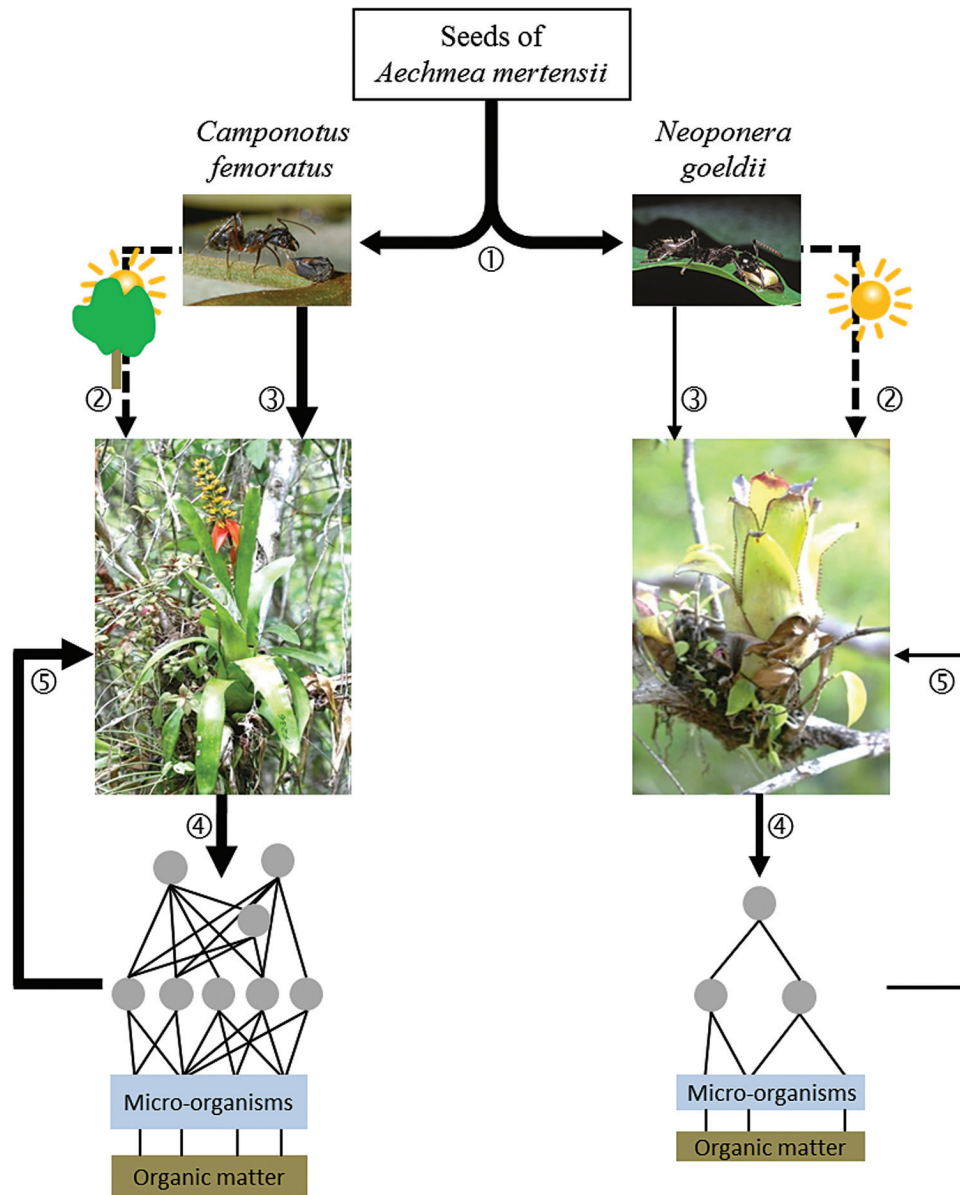 Seeds of
Aechmea mertensii
Camponotus
femoratus
Neoponera
goeldii
①
②
③
③
②
⑤
⑤
④
④
Micro-organisms
Organic matter
Micro-organisms
Organic matter